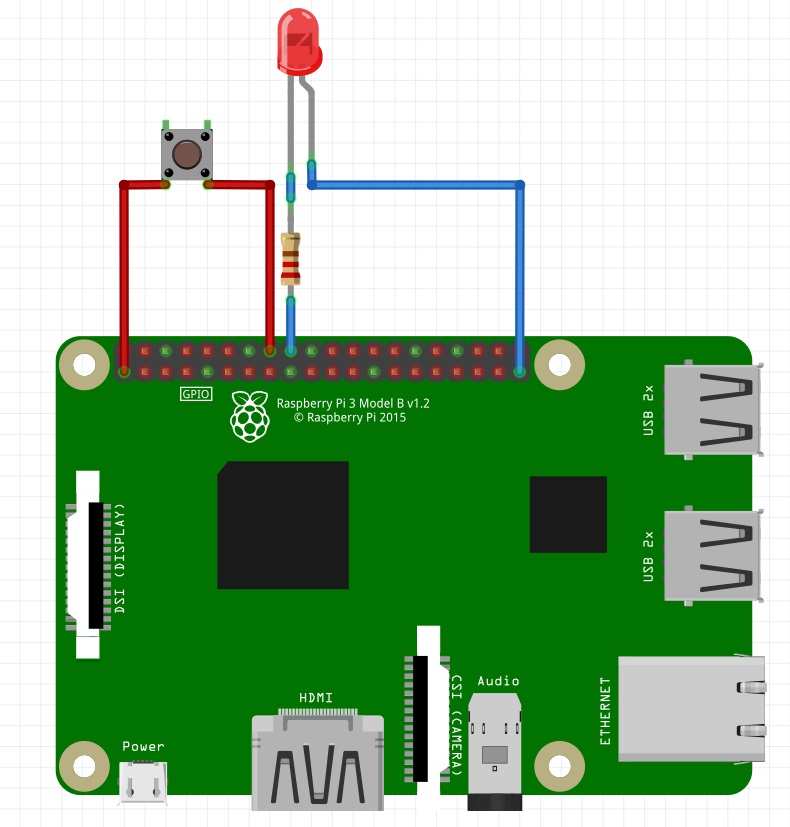 GPIO
Raspberry Pi 3 Model B v1.2
© Raspberry Pi 2015
USB 2x
DSI (DISPLAY)
USB 2x
HDMI
CSI (CAMERA)
Audio
ETHERNET
Power